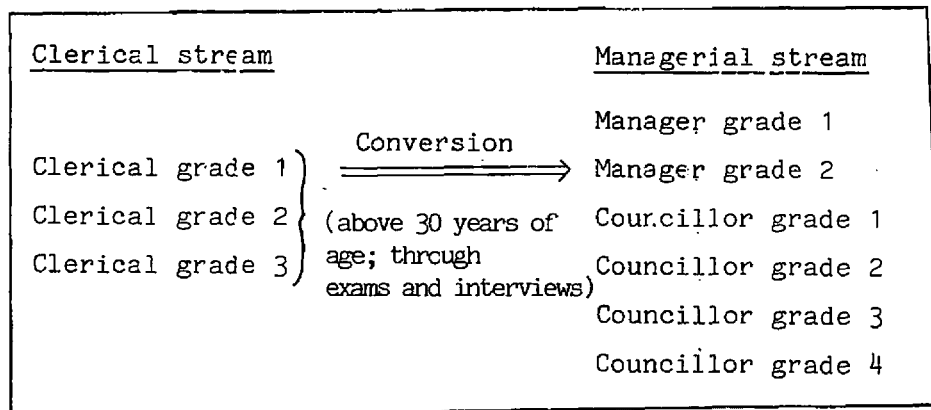 Clerical stream
Managerial stream
Manager grade 1
Conversion
Clerical grade 1
Manager grade 2
Clerical grade 2
(above 30 years of
Councillor grade 1
age; through
Clerical grade 3
Councillor grade 2
exams and interviews)
Councillor grade 3
Councillor grade 4